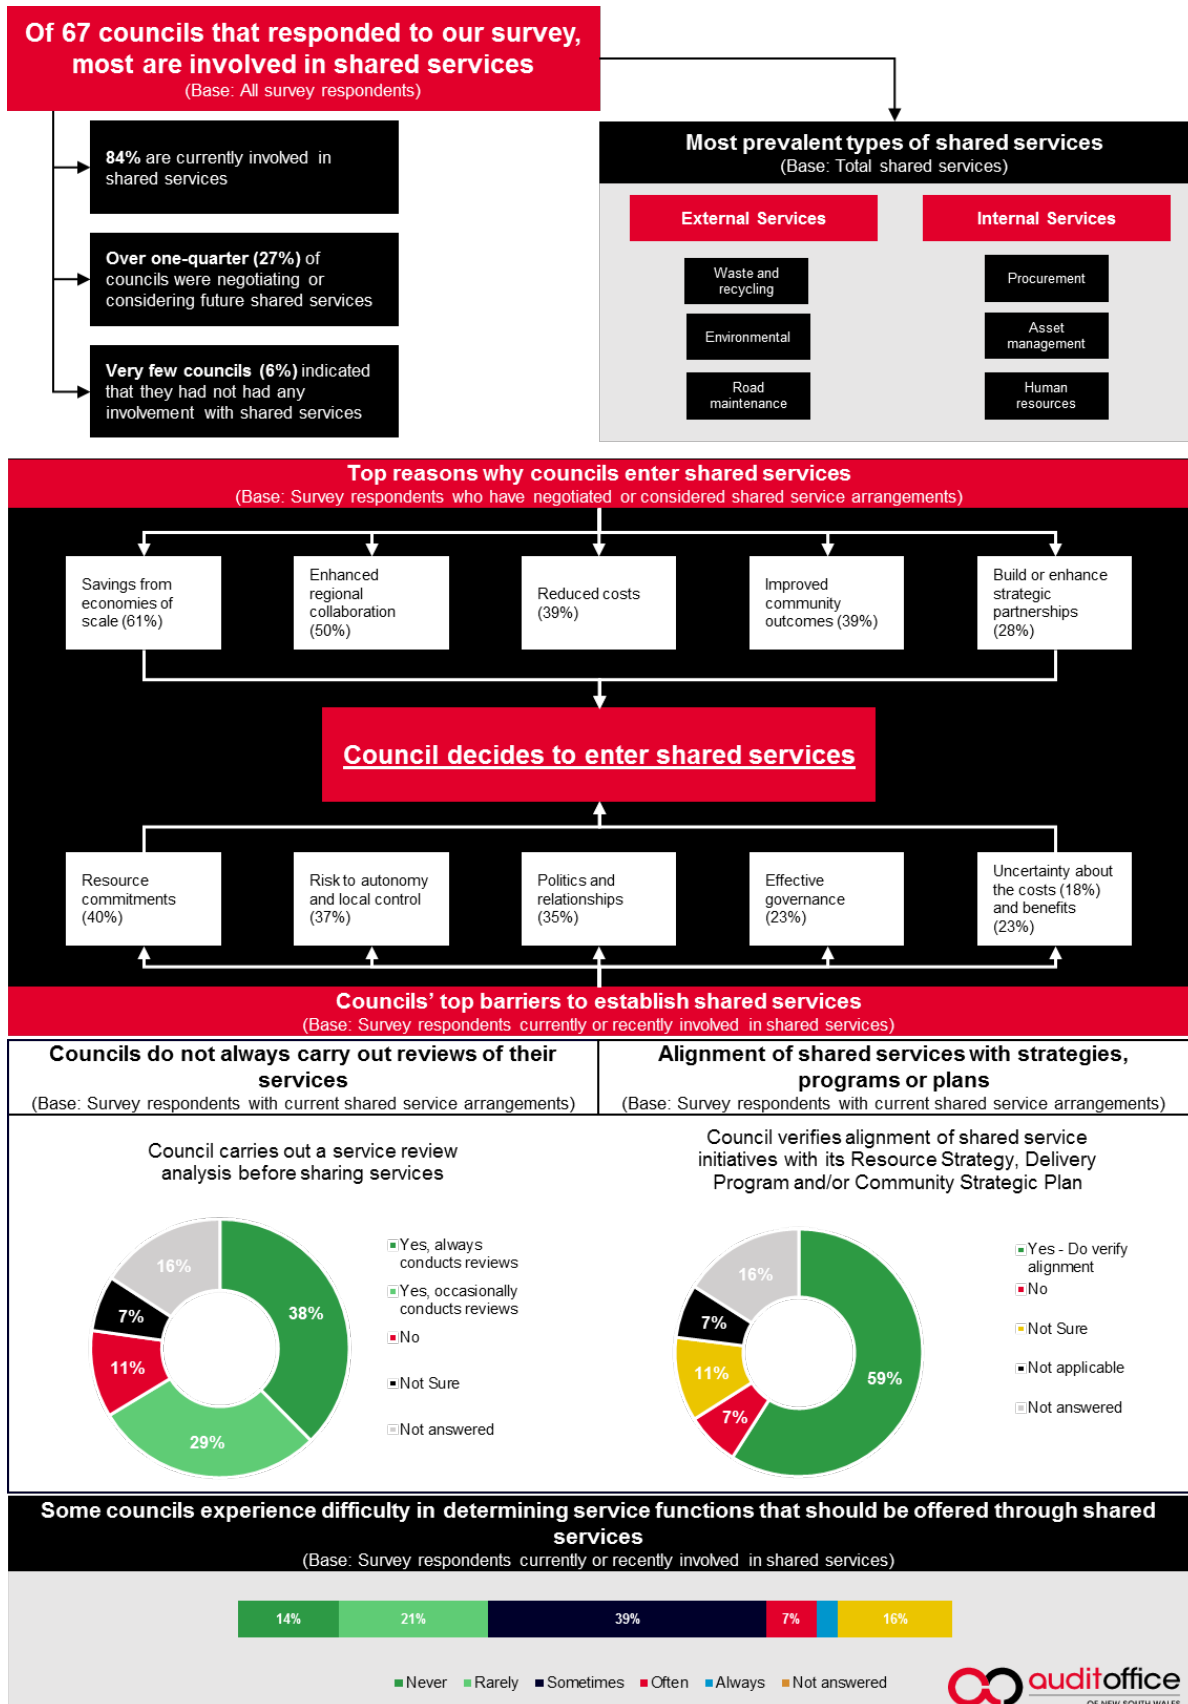 Of 67 councils that responded to our survey,
most are involved in shared services
(Base: All survey respondents)
84% are currently involved in
shared services
Over one-quarter (27%) of
councils were negotiating or
considering future shared services
Very few councils (6%) indicated
that they had not had any
involvement with shared services
Most prevalent types of shared services
(Base: Total shared services)
External Services
Waste and
recycling
Environmental
Road
maintenance
Internal Services
Procurement
Asset
management
Human
resources
Top reasons why councils enter shared services
(Base: Survey respondents who have negotiated or considered shared service arrangements)
Savings from
economies of
scale (61%)
Enhanced
regional
collaboration
(50%)
Reduced costs
(39%)
Improved
community
outcomes (39%)
Build or enhance
strategic
partnerships
(28%)
Council decides to enter shared services
Resource
commitments
(40%)
Risk to autonomy
and local control
(37%)
Politics and
relationships
(35%)
Effective
governance
(23%)
Uncertainty about
the costs (18%)
and benefits
(23%)
Councils' top barriers to establish shared services
(Base: Survey respondents currently or recently involved in shared services)
Councils do not always carry out reviews of their
services
(Base: Survey respondents with current shared service arrangements)
Council carries out a service review
analysis before sharing services
16%
38%
7%
11%
29%
Yes, always
conducts reviews
Yes, occasionally
conducts reviews
No
Not Sure
Not answered
Alignment of shared services with strategies,
programs or plans
(Base: Survey respondents with current shared service arrangements)
Council verifies alignment of shared service
initiatives with its Resource Strategy, Delivery
Program and/or Community Strategic Plan
16%
7%
11%
59%
7%
Yes - Do verify
alignment
No
Not Sure
Not applicable
Not answered
Some councils experience difficulty in determining service functions that should be offered through shared
services
(Base: Survey respondents currently or recently involved in shared services)
14% 21% 39% 7% 16%
Never Rarely Sometimes Often Always Not answered
auditoffice
OF NEW SOUTH WALES